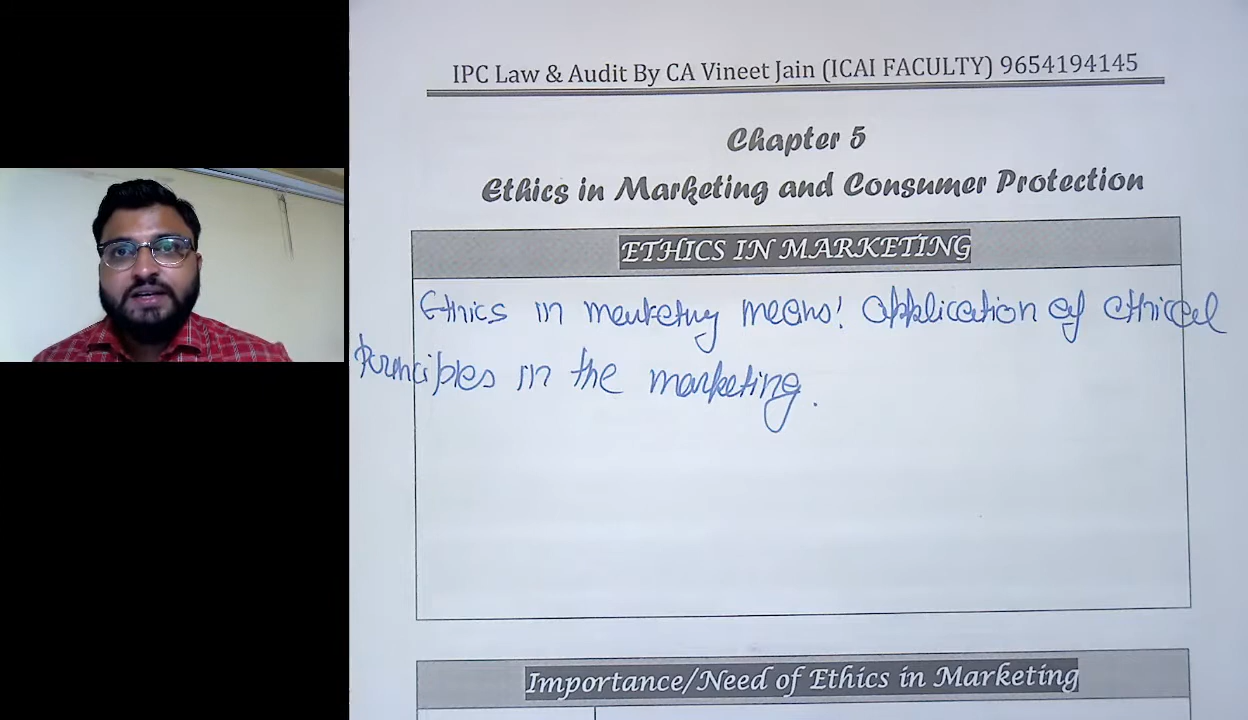 IPC Law & Audit By CA Vineet Jain (ICAI FACULTY) 9654194145
Chapter 5
Ethics in Marketing and Consumer Protection
ETHICS IN MARKETING
Ethics in marketing means: Application of ethical
principles in the marketing.
Importance/Need of Ethics in Marketing